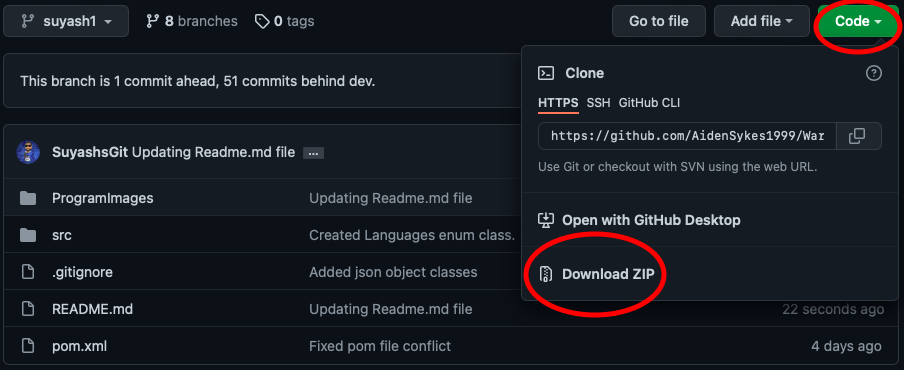 suyash1 8 branches 0 tags Go to file Add file Code
This branch is 1 commit ahead, 51 commits behind dev.
Clone
HTTPS SSH GitHub CLI
https://github.com/AidenSykes1999/War
Use Git or checkout with SVN using the web URL.
Open with GitHub Desktop
Download ZIP
SuyashsGit Updating Readme.md file ...
ProgramImages Updating Readme.md file
src Created Languages enum class.
.gitignore Added json object classes
README.md Updating Readme.md file 22 seconds ago
pom.xml Fixed pom file conflict 4 days ago